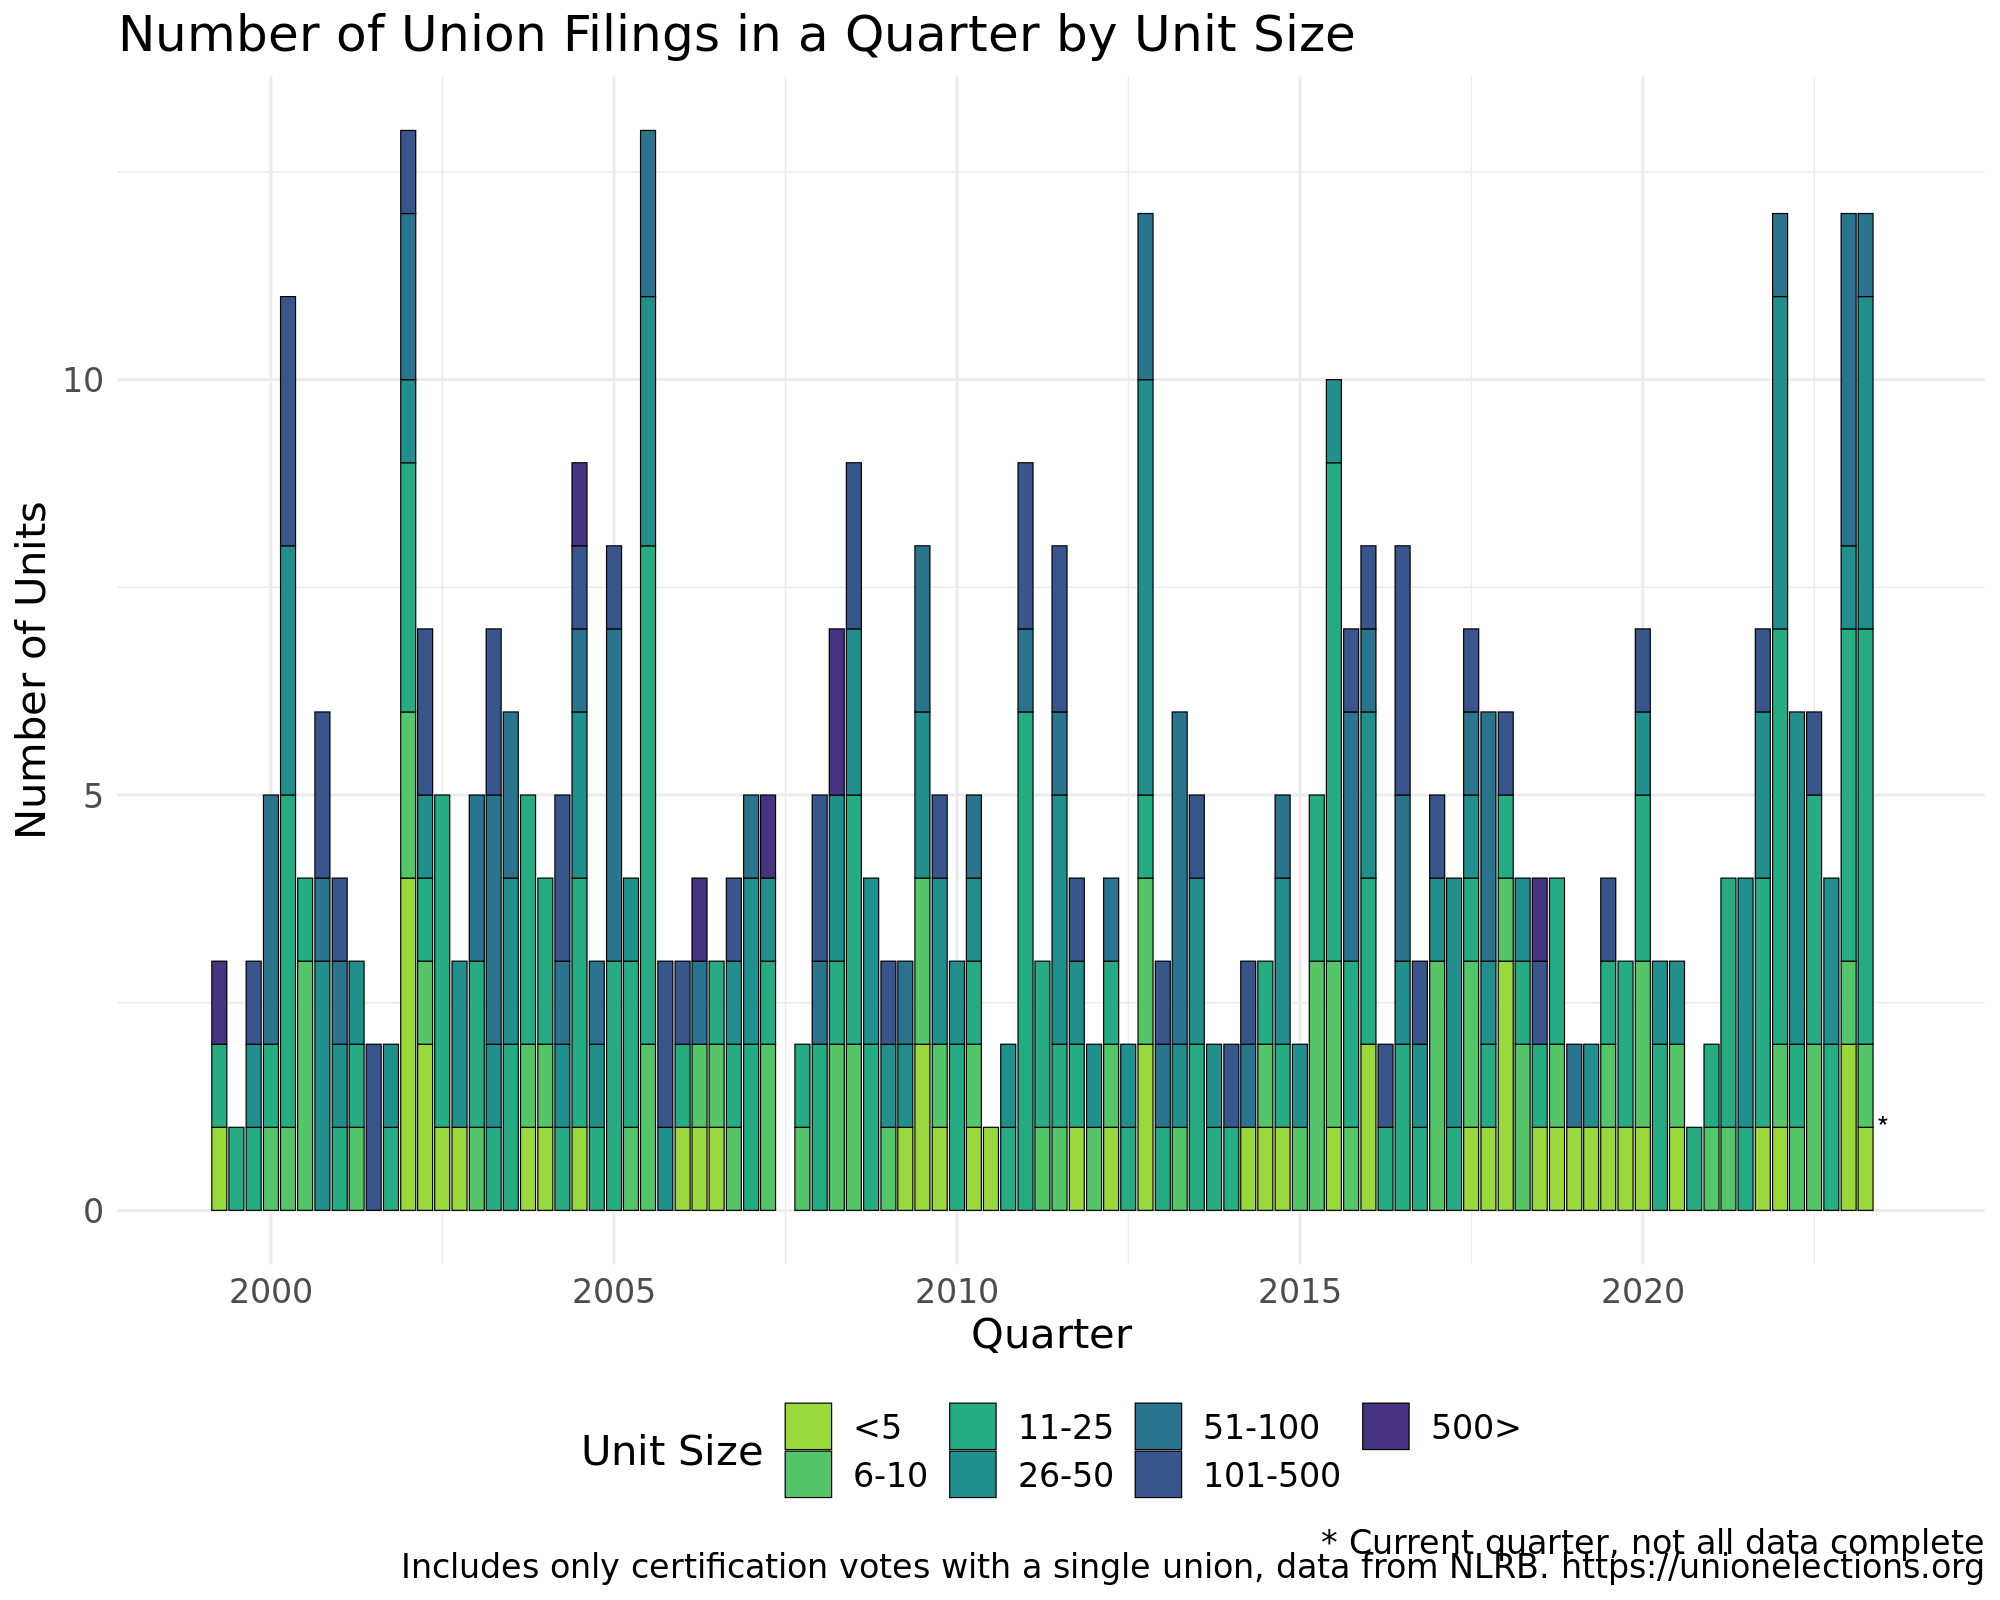 Number of Union Filings in a Quarter by Unit Size
Number of Units
10
5
0
*
2000 2005 2010 2015 2020
Quarter
Unit Size
<5 11-25 51-100 500>
6-10 26-50 101-500
* Current quarter, not all data complete
Includes only certification votes with a single union, data from NLRB. https://unionelections.org